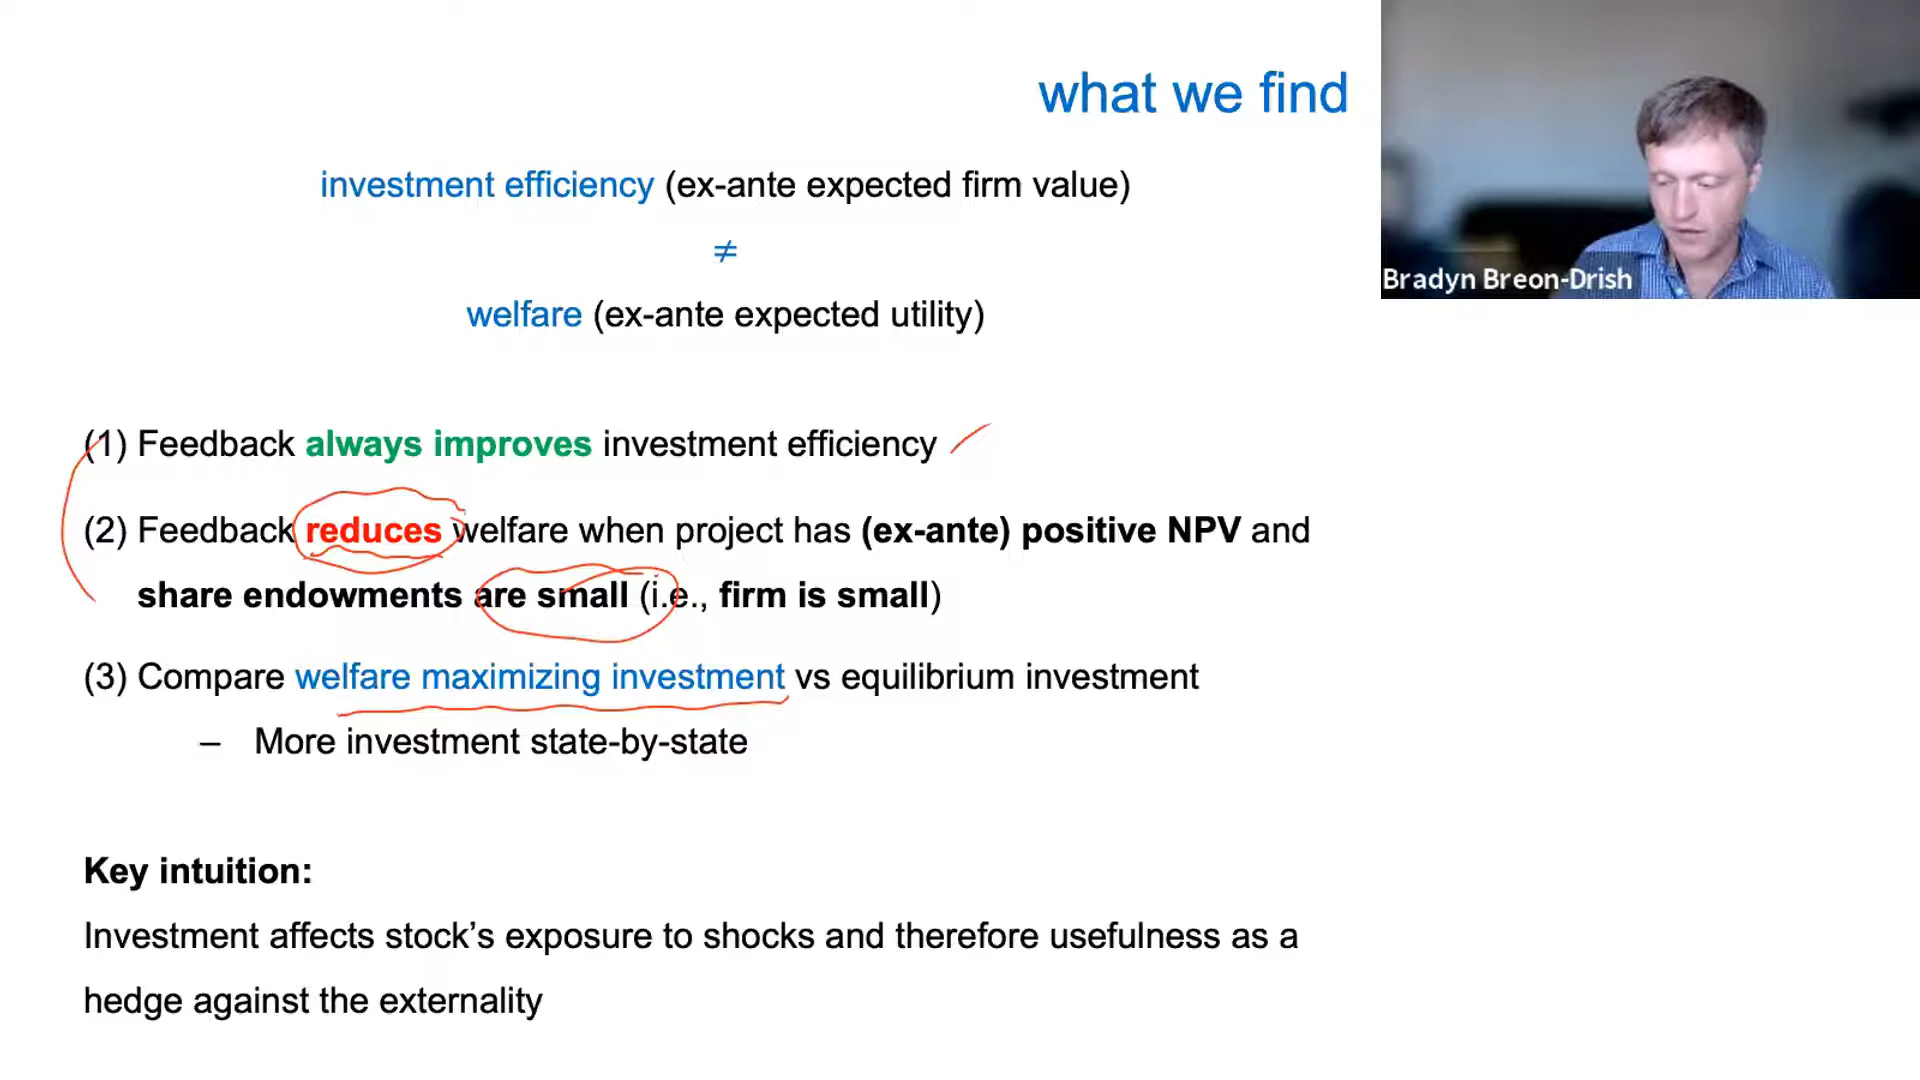 what we find
investment efficiency (ex-ante expected firm value)
≠
welfare (ex-ante expected utility)
(1) Feedback always improves investment efficiency
(2) Feedback reduces welfare when project has (ex-ante) positive NPV and
share endowments are small (i.e., firm is small)
(3) Compare welfare maximizing investment vs equilibrium investment
– More investment state-by-state
Key intuition:
Investment affects stock’s exposure to shocks and therefore usefulness as a
hedge against the externality
Bradyn Breon-Drish